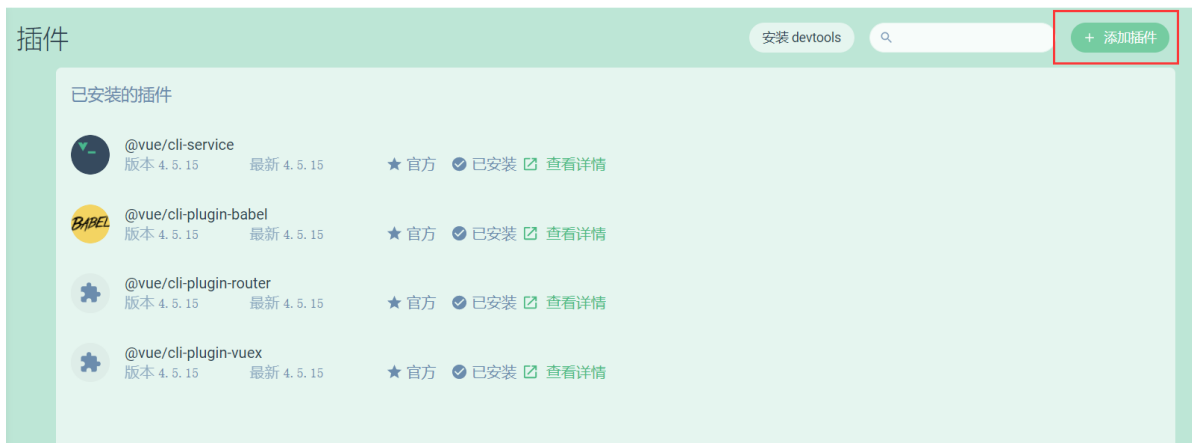 插件
安装 devtools
+ 添加插件
已安装的插件
@vue/cli-service
版本 4.5.15 最新 4.5.15 官方 已安装 查看详情
BABEL
@vue/cli-plugin-babel
版本 4.5.15 最新 4.5.15 官方 已安装 查看详情
@vue/cli-plugin-router
版本 4.5.15 最新 4.5.15 官方 已安装 查看详情
@vue/cli-plugin-vuex
版本 4.5.15 最新 4.5.15 官方 已安装 查看详情